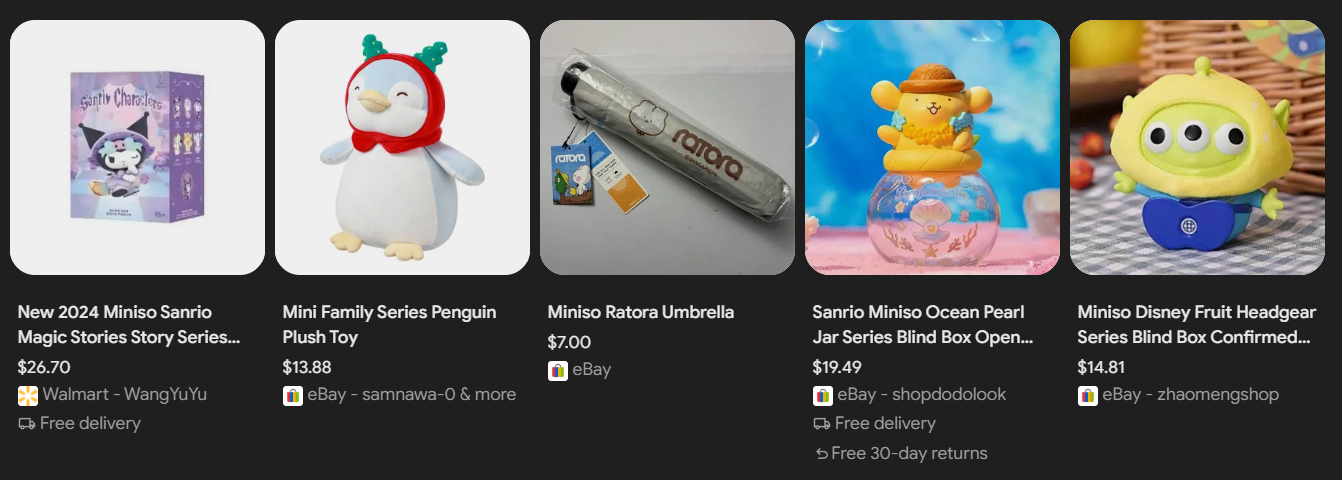 Sanrio Characters
ratora
ratora
New 2024 Miniso Sanrio
Magic Stories Story Series...
$26.70
Walmart - WangYuYu
Free delivery
Mini Family Series Penguin
Plush Toy
$13.88
eBay - samnawa-0 & more
Miniso Ratora Umbrella
$7.00
eBay
Sanrio Miniso Ocean Pearl
Jar Series Blind Box Open...
$19.49
eBay - shopdodolook
Free delivery
Free 30-day returns
Miniso Disney Fruit Headgear
Series Blind Box Confirmed...
$14.81
eBay - zhaomengshop